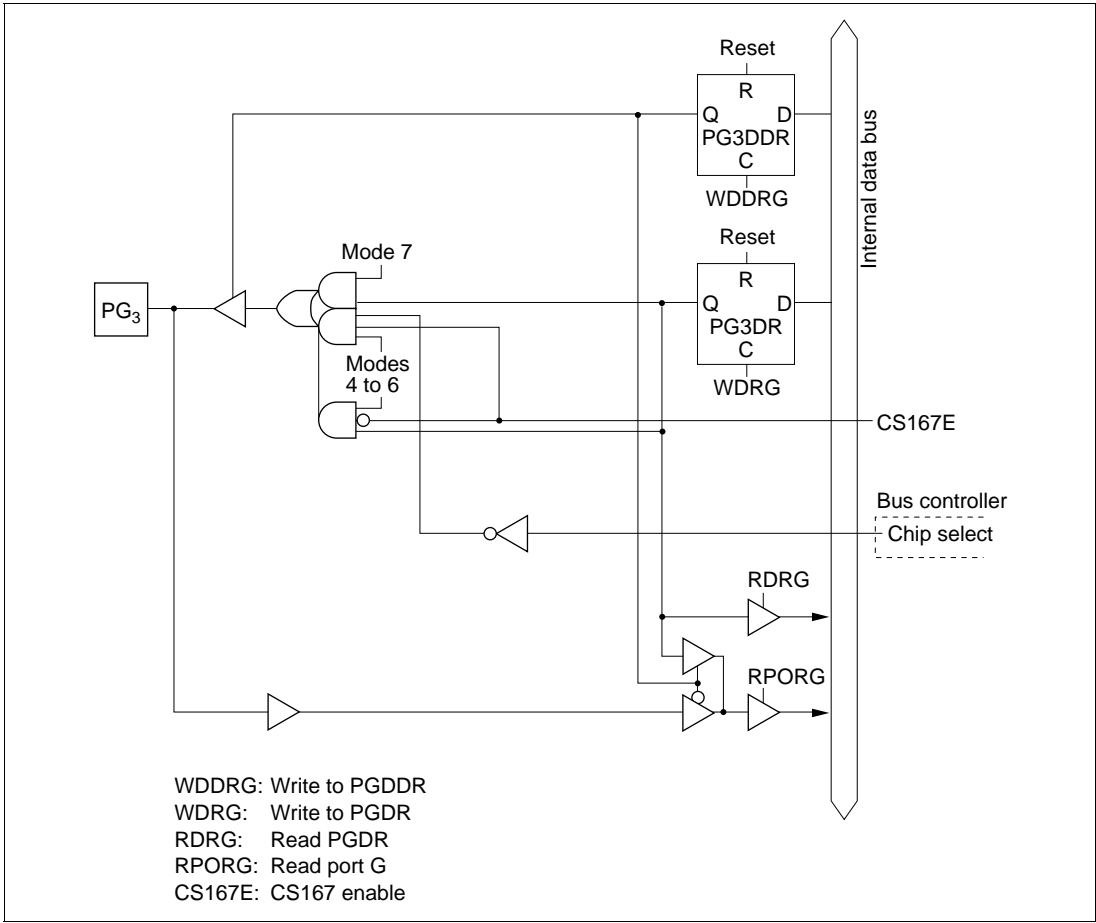 Reset
R
Q D
PG3DDR
C
WDDRG
Internal data bus
Reset
R
Q D
PG3DR
C
WDRG
Mode 7
PG3
Modes
4 to 6
CS167E
Bus controller
Chip select
RDRG
RPORG
WDDRG: Write to PGDDR
WDRG: Write to PGDR
RDRG: Read PGDR
RPORG: Read port G
CS167E: CS167 enable